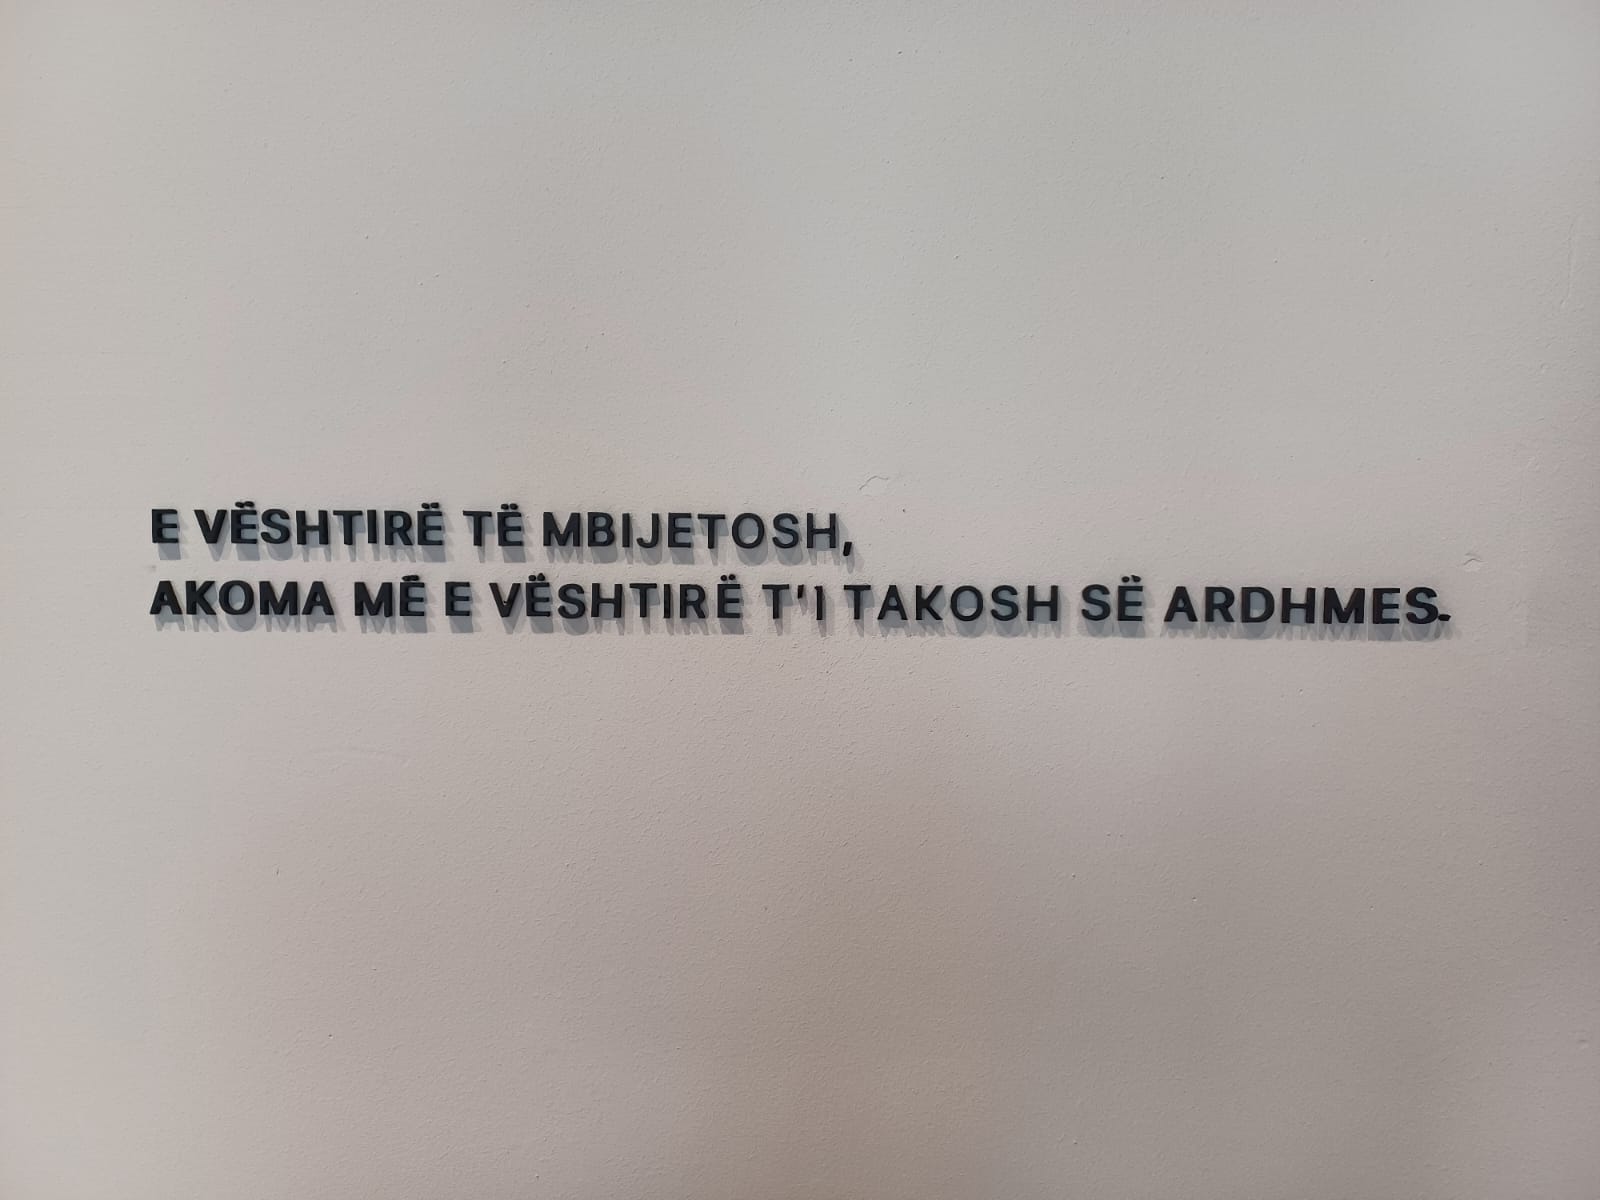 E VËSHTIRË TË MBIJETOSH,
AKOMA MË E VËSHTIRË T'I TAKOSH SË ARDHMES.